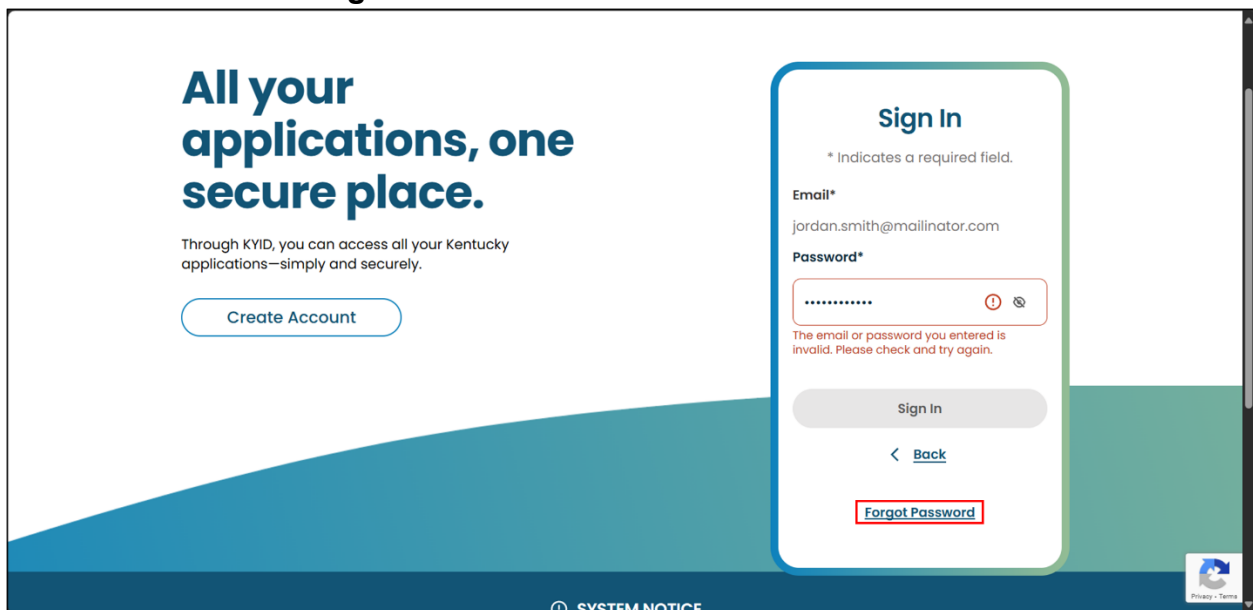 All your
applications, one
secure place.
Through KYID, you can access all your Kentucky
applications—simply and securely.
Create Account
Sign In
* Indicates a required field.
Email*
jordan.smith@mailinator.com
Password*
••••••••••••
The email or password you entered is
invalid. Please check and try again.
Sign In
Back
Forgot Password
SYSTEM NOTICE
Privacy - Terms